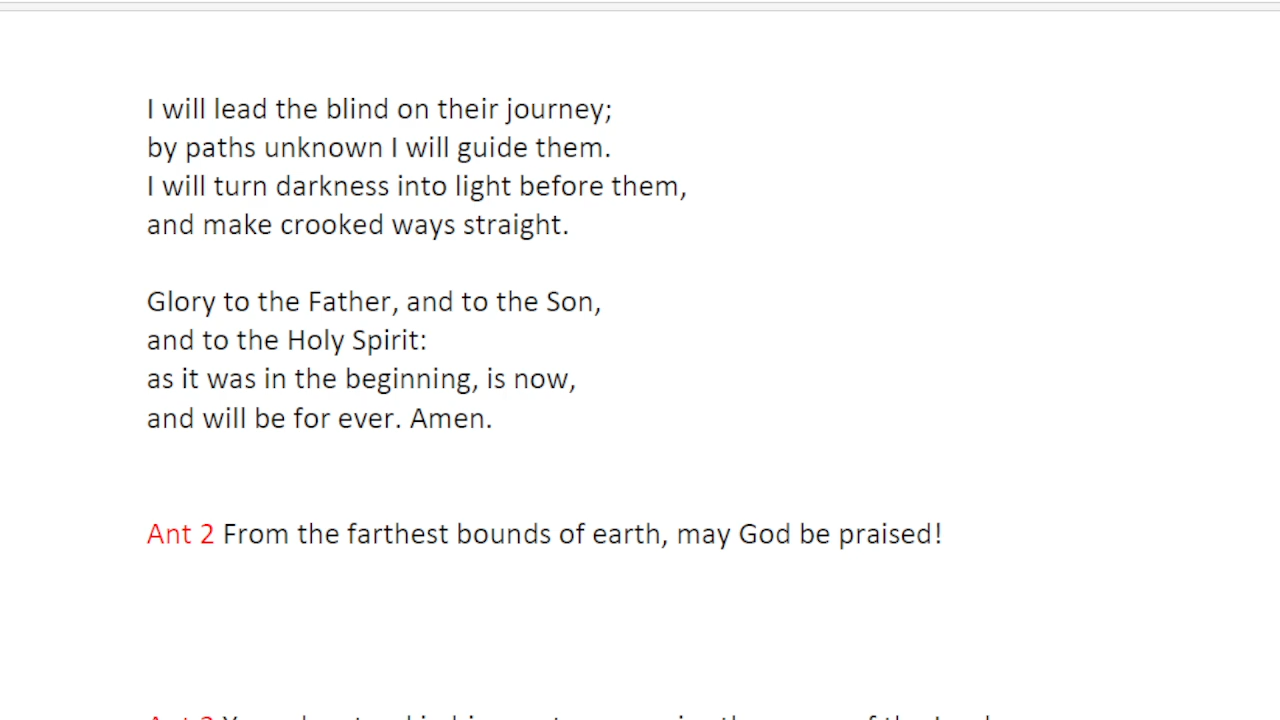 I will lead the blind on their journey;
by paths unknown I will guide them.
I will turn darkness into light before them,
and make crooked ways straight.
Glory to the Father, and to the Son,
and to the Holy Spirit:
as it was in the beginning, is now,
and will be for ever. Amen.
Ant 2 From the farthest bounds of earth, may God be praised!